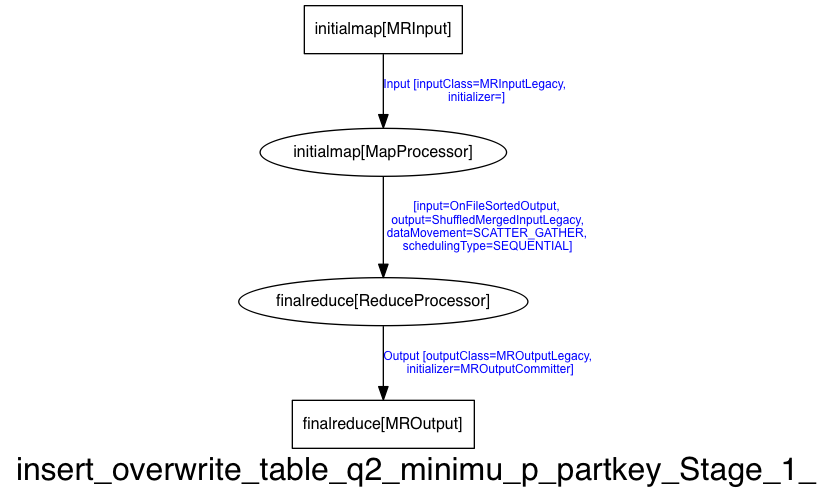 initialmap[MRInput]
Input [inputClass=MRInputLegacy,
initializer=]
initialmap[MapProcessor]
[input=OnFileSortedOutput,
output=ShuffledMergedInputLegacy,
dataMovement=SCATTER_GATHER,
schedulingType=SEQUENTIAL]
finalreduce[ReduceProcessor]
Output [outputClass=MROutputLegacy,
initializer=MROutputCommitter]
finalreduce[MROutput]
insert_overwrite_table_q2_minimu_p_partkey_Stage_1_